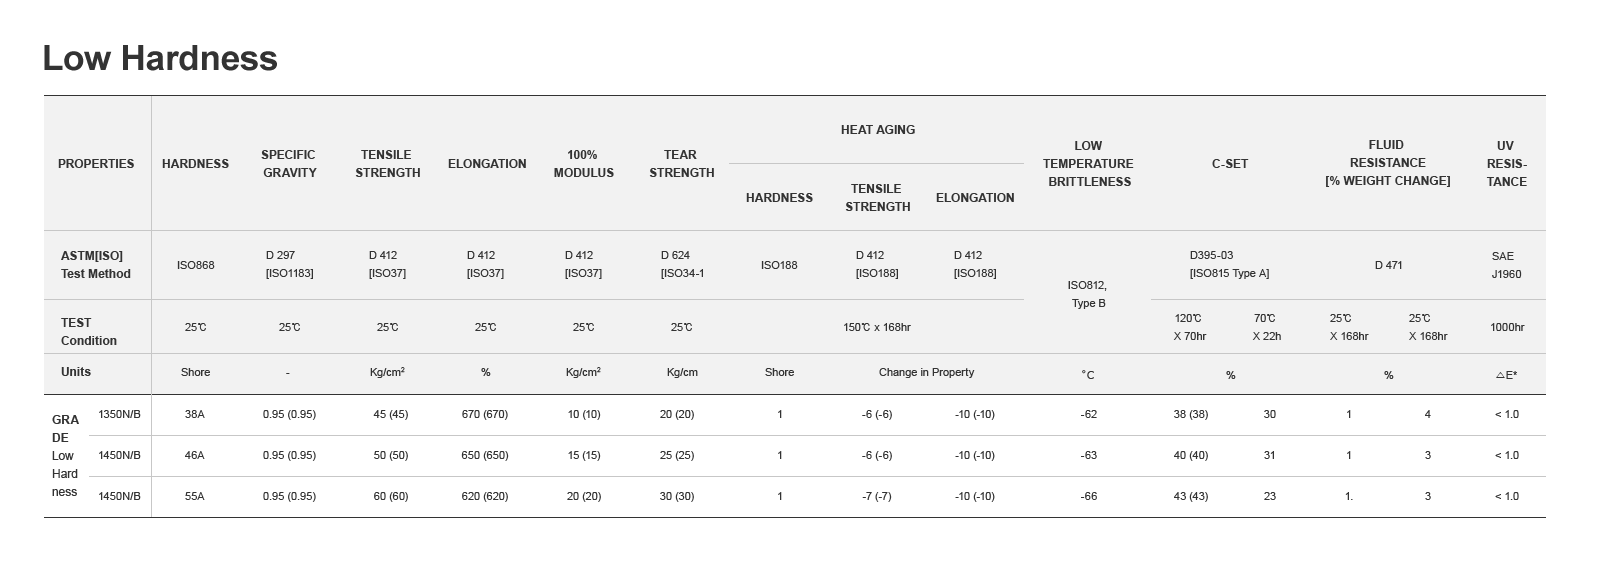 Low Hardness
PROPERTIES HARDNESS SPECIFIC GRAVITY TENSILE STRENGTH ELONGATION 100% MODULUS TEAR STRENGTH HEAT AGING LOW TEMPERATURE BRITTLENESS C-SET FLUID RESISTANCE [% WEIGHT CHANGE] UV RESIS- TANCE
HARDNESS TENSILE STRENGTH ELONGATION
ASTM[ISO] Test Method ISO868 D 297 [ISO1183] D 412 [ISO37] D 412 [ISO37] D 412 [ISO37] D 624 [ISO34-1 ISO188 D 412 [ISO188] D 412 [ISO188] ISO812, Type B D395-03 [ISO815 Type A] D 471 SAE J1960
TEST Condition 25℃ 25℃ 25℃ 25℃ 25℃ 25℃ 150℃ x 168hr 120℃ X 70hr 70℃ X 22h 25℃ X 168hr 25℃ X 168hr 1000hr
Units Shore - Kg/cm² % Kg/cm² Kg/cm Shore Change in Property °C % % △E*
GRA
DE
Low
Hard
ness
1350N/B 38A 0.95 (0.95) 45 (45) 670 (670) 10 (10) 20 (20) 1 -6 (-6) -10 (-10) -62 38 (38) 30 1 4 < 1.0
1450N/B 46A 0.95 (0.95) 50 (50) 650 (650) 15 (15) 25 (25) 1 -6 (-6) -10 (-10) -63 40 (40) 31 1 3 < 1.0
1450N/B 55A 0.95 (0.95) 60 (60) 620 (620) 20 (20) 30 (30) 1 -7 (-7) -10 (-10) -66 43 (43) 23 1. 3 < 1.0